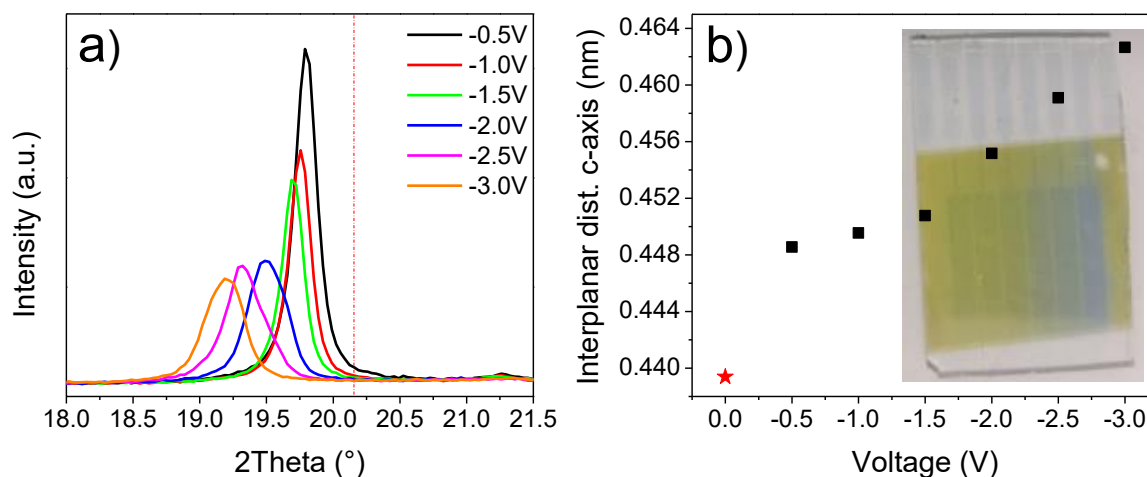 a)
-0.5V
-1.0V
-1.5V
-2.0V
-2.5V
-3.0V
Intensity (a.u.)
18.0 18.5 19.0 19.5 20.0 20.5 21.0 21.5
2Theta (°)
b)
Interplanar dist. c-axis (nm)
0.464
0.460
0.456
0.452
0.448
0.444
0.440
0.0 -0.5 -1.0 -1.5 -2.0 -2.5 -3.0
Voltage (V)